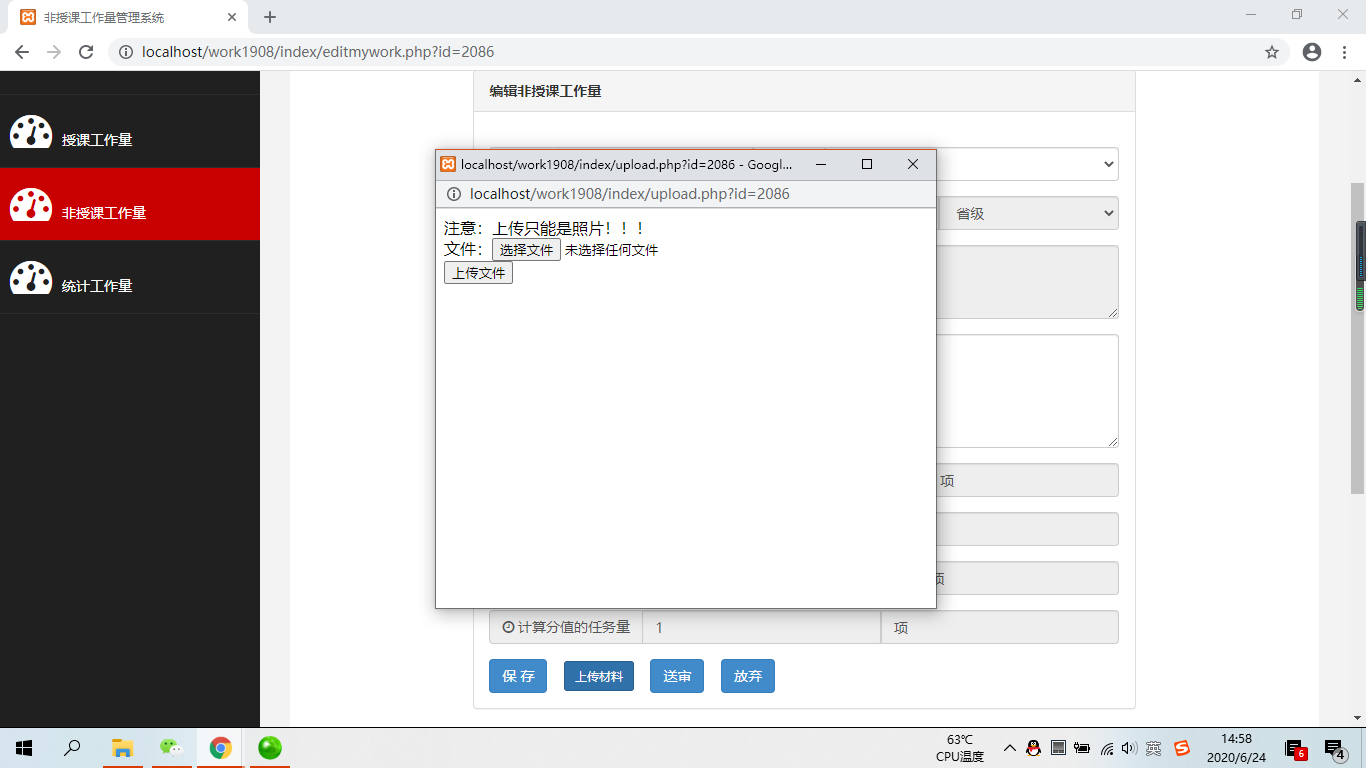 非授课工作量管理系统
localhost/work1908/index/editmywork.php?id=2086
编辑非授课工作量
授课工作量
非授课工作量
统计工作量
localhost/work1908/index/upload.php?id=2086 - Googl...
localhost/work1908/index/upload.php?id=2086
注意：上传只能是照片！！！
文件： 选择文件 未选择任何文件
上传文件
省级
项
项
计算分值的任务量 1 项
保 存 上传材料 送审 放弃
63℃
CPU温度
英
14:58
2020/6/24
6
4